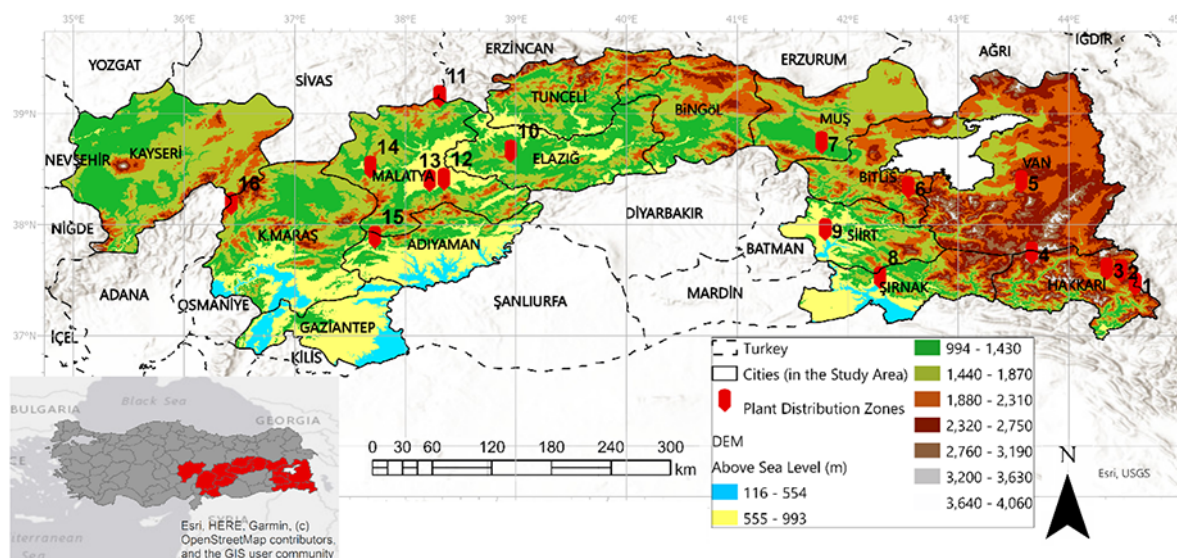 35°E 36°E 37°E 38°E 39°E 40°E 41°E 42°E 43°E 44°E
YOZGAT
SİVAS
ERZİNCAN
ERZURUM
AĞRI
IĞDIR
39°N
11
TUNCELİ
BİNGÖL
MUŞ
7
NEVŞEHİR
KAYSERİ
14
10
ELAZIĞ
13 12
MALATYA
VAN
5
BİTLİS
6
16
NİĞDE
38°N
15
K.MARAŞ
ADIYAMAN
DİYARBAKIR
BATMAN
9
SİİRT
4
8
3 2
1
HAKKARİ
ŞIRNAK
ADANA
OSMANİYE
ŞANLIURFA
MARDİN
GAZİANTEP
İÇEL
37°N
KİLİS
Turkey
Cities (in the Study Area)
Plant Distribution Zones
DEM
Above Sea Level (m)
116 - 554
555 - 993
994 - 1,430
1,440 - 1,870
1,880 - 2,310
2,320 - 2,750
2,760 - 3,190
3,200 - 3,630
3,640 - 4,060
0 30 60 120 180 240 300
km
N
Esri, USGS
BULGARIA
Black Sea
GEORGIA
CE
SYRIA
iterranean
Sea
Esri, HERE, Garmin, (c)
OpenStreetMap contributors,
and the GIS user community